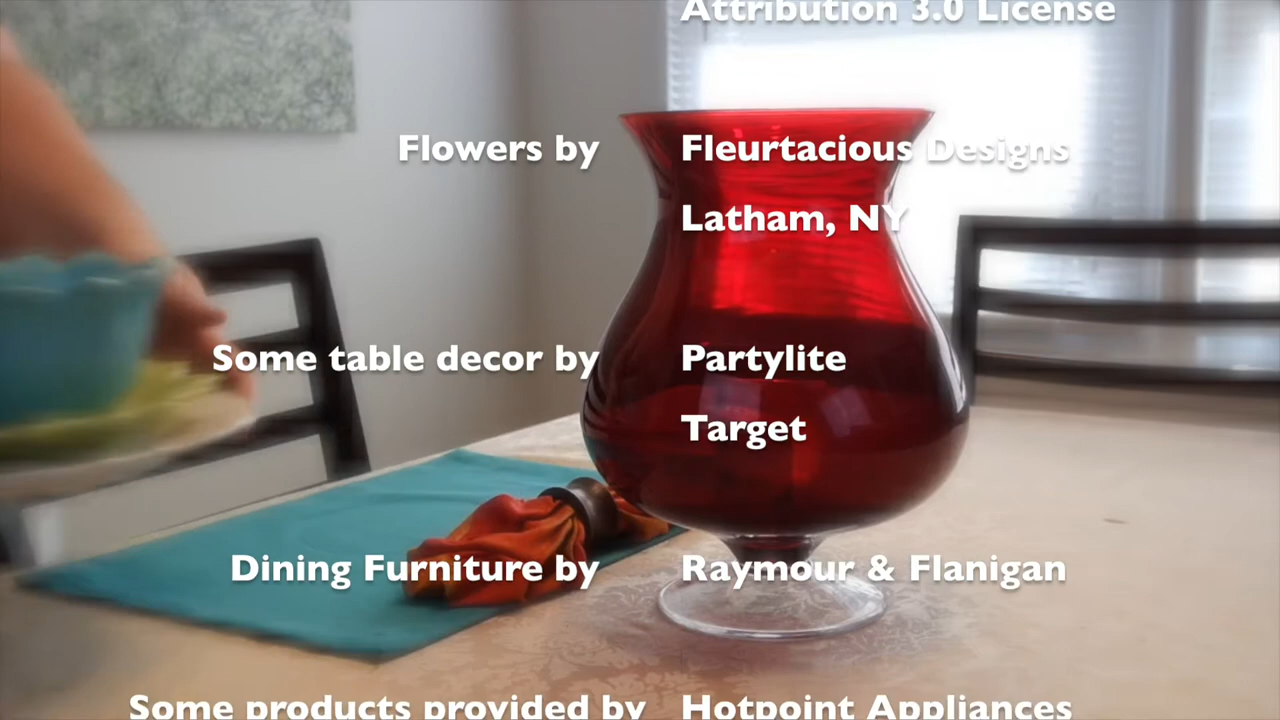 Attribution 3.0 License
Flowers by Fleurtacious Designs
Latham, NY
Some table decor by Partylite
Target
Dining Furniture by Raymour & Flanigan
Some products provided by Hotpoint Appliances